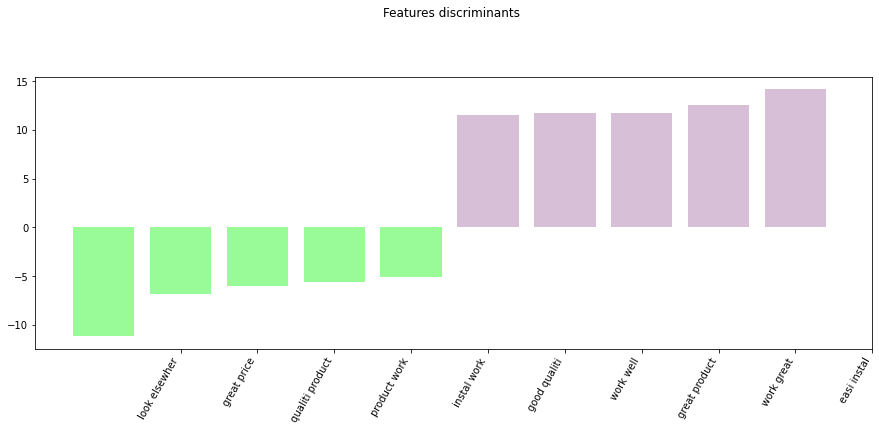 Features discriminants
15
10
5
0
−5
−10
look elsewher
great price
qualiti product
product work
instal work
good qualiti
work well
great product
work great
easi instal